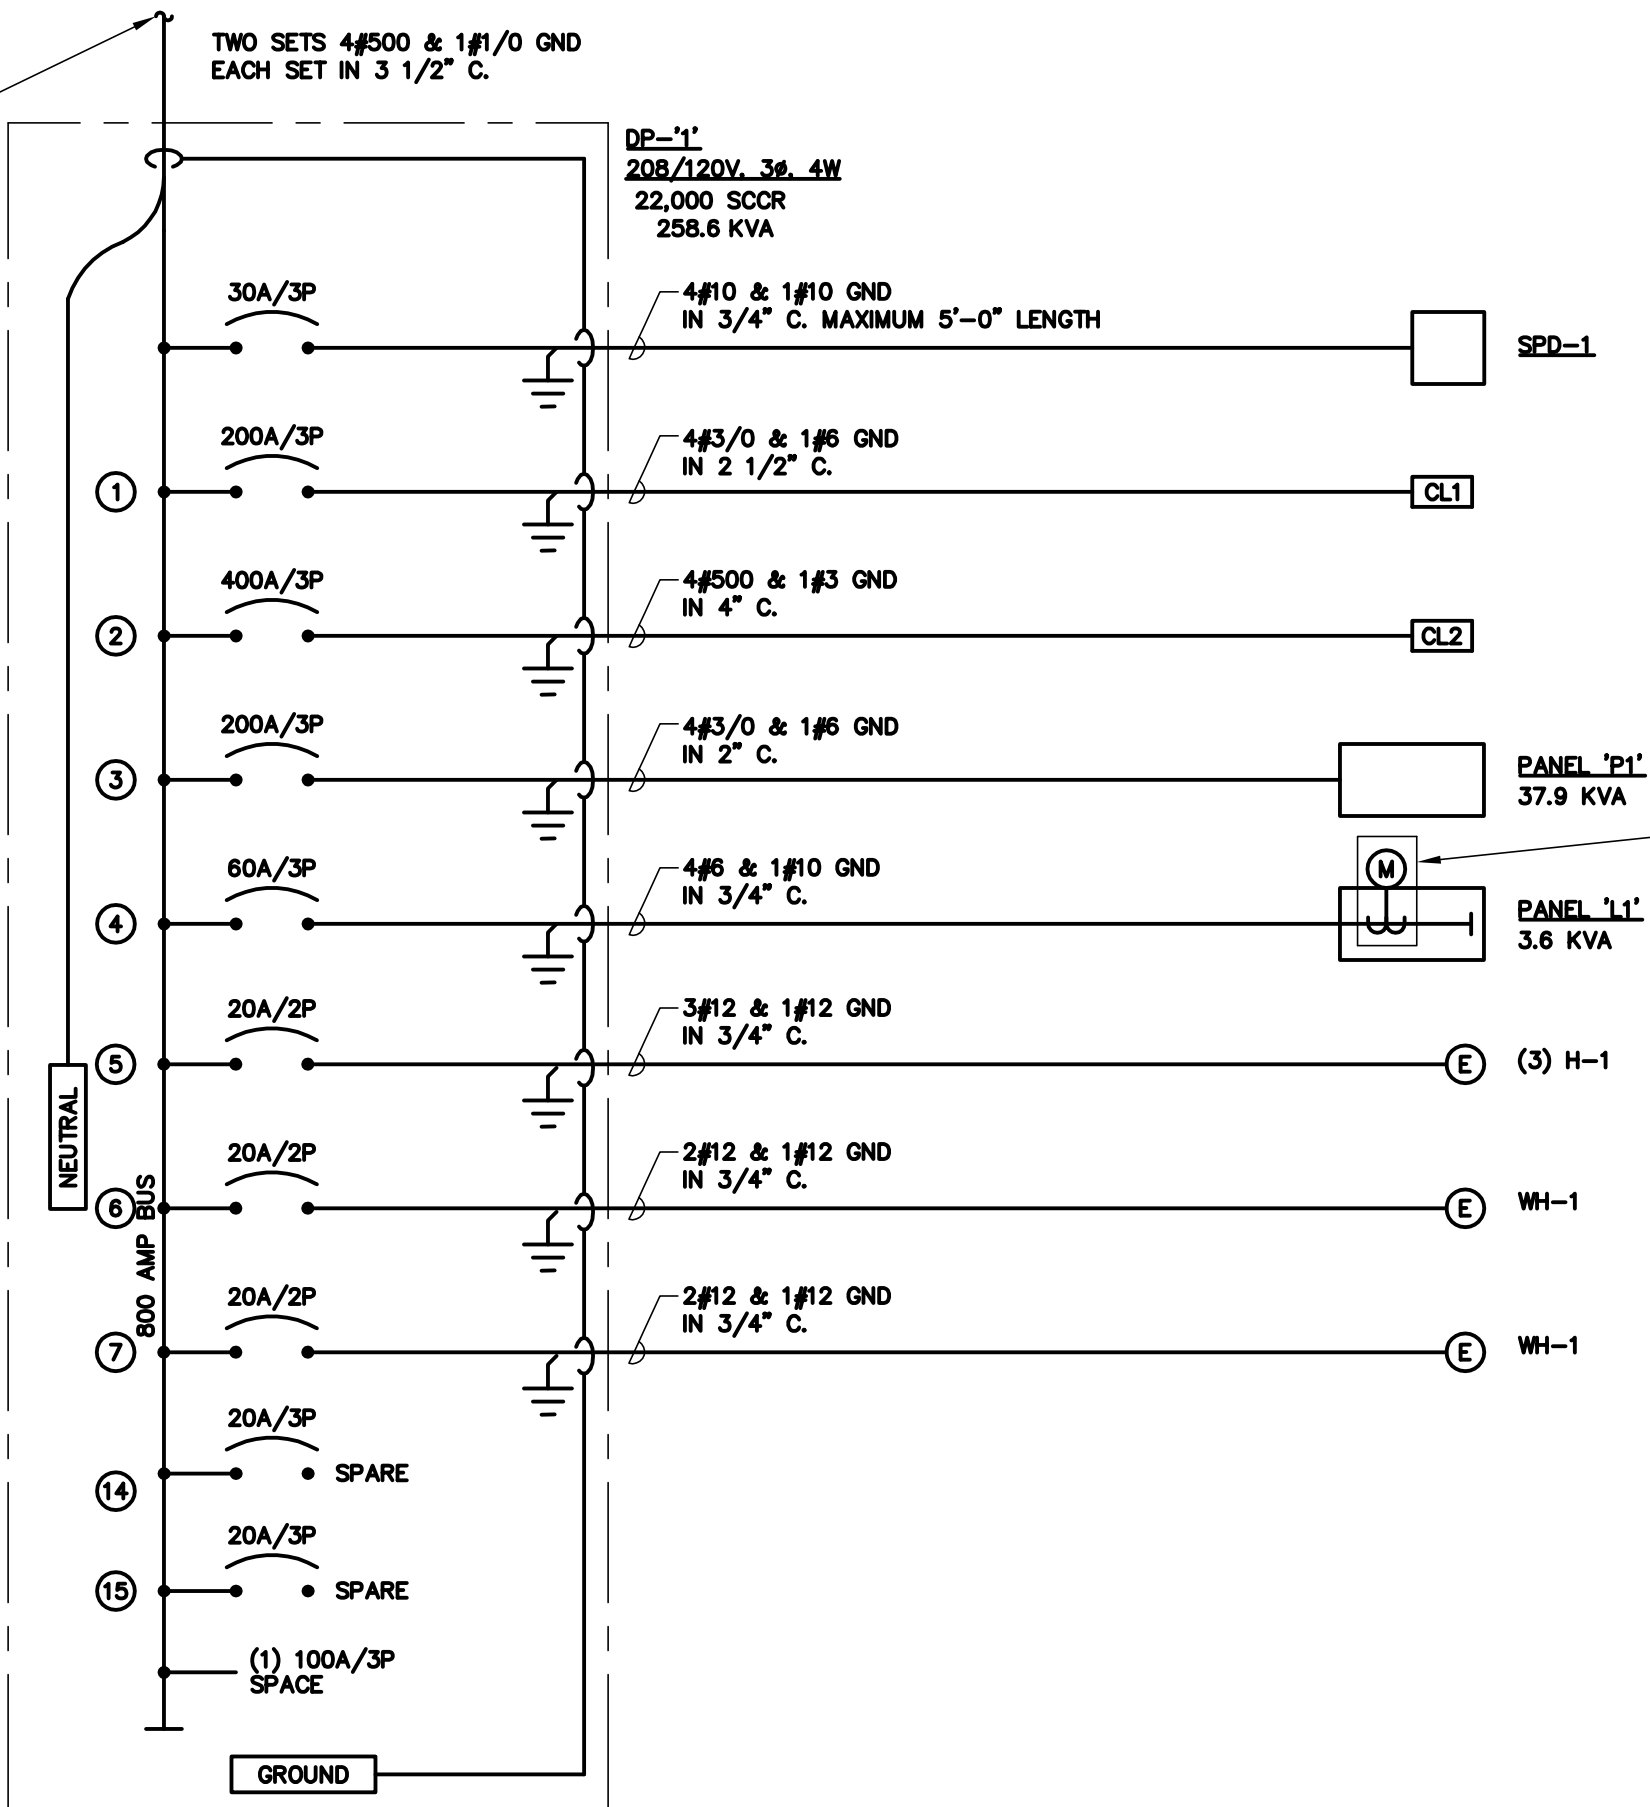 TWO SETS 4#500 & 1#1/0 GND
EACH SET IN 3 1/2" C.
DP-'1'
208/120V, 3ø, 4W
22,000 SCCR
258.6 KVA
30A/3P
4#10 & 1#10 GND
IN 3/4" C. MAXIMUM 5'-0" LENGTH
SPD-1
200A/3P
4#3/0 & 1#6 GND
IN 2 1/2" C.
1
CL1
400A/3P
4#500 & 1#3 GND
IN 4" C.
2
CL2
200A/3P
4#3/0 & 1#6 GND
IN 2" C.
3
PANEL 'P1'
37.9 KVA
60A/3P
4#6 & 1#10 GND
IN 3/4" C.
M
4
PANEL 'L1'
3.6 KVA
20A/2P
3#12 & 1#12 GND
IN 3/4" C.
5
E
(3) H-1
NEUTRAL
20A/2P
2#12 & 1#12 GND
IN 3/4" C.
6
E
WH-1
800 AMP BUS
20A/2P
2#12 & 1#12 GND
IN 3/4" C.
7
E
WH-1
20A/3P
14
SPARE
20A/3P
15
SPARE
(1) 100A/3P
SPACE
GROUND